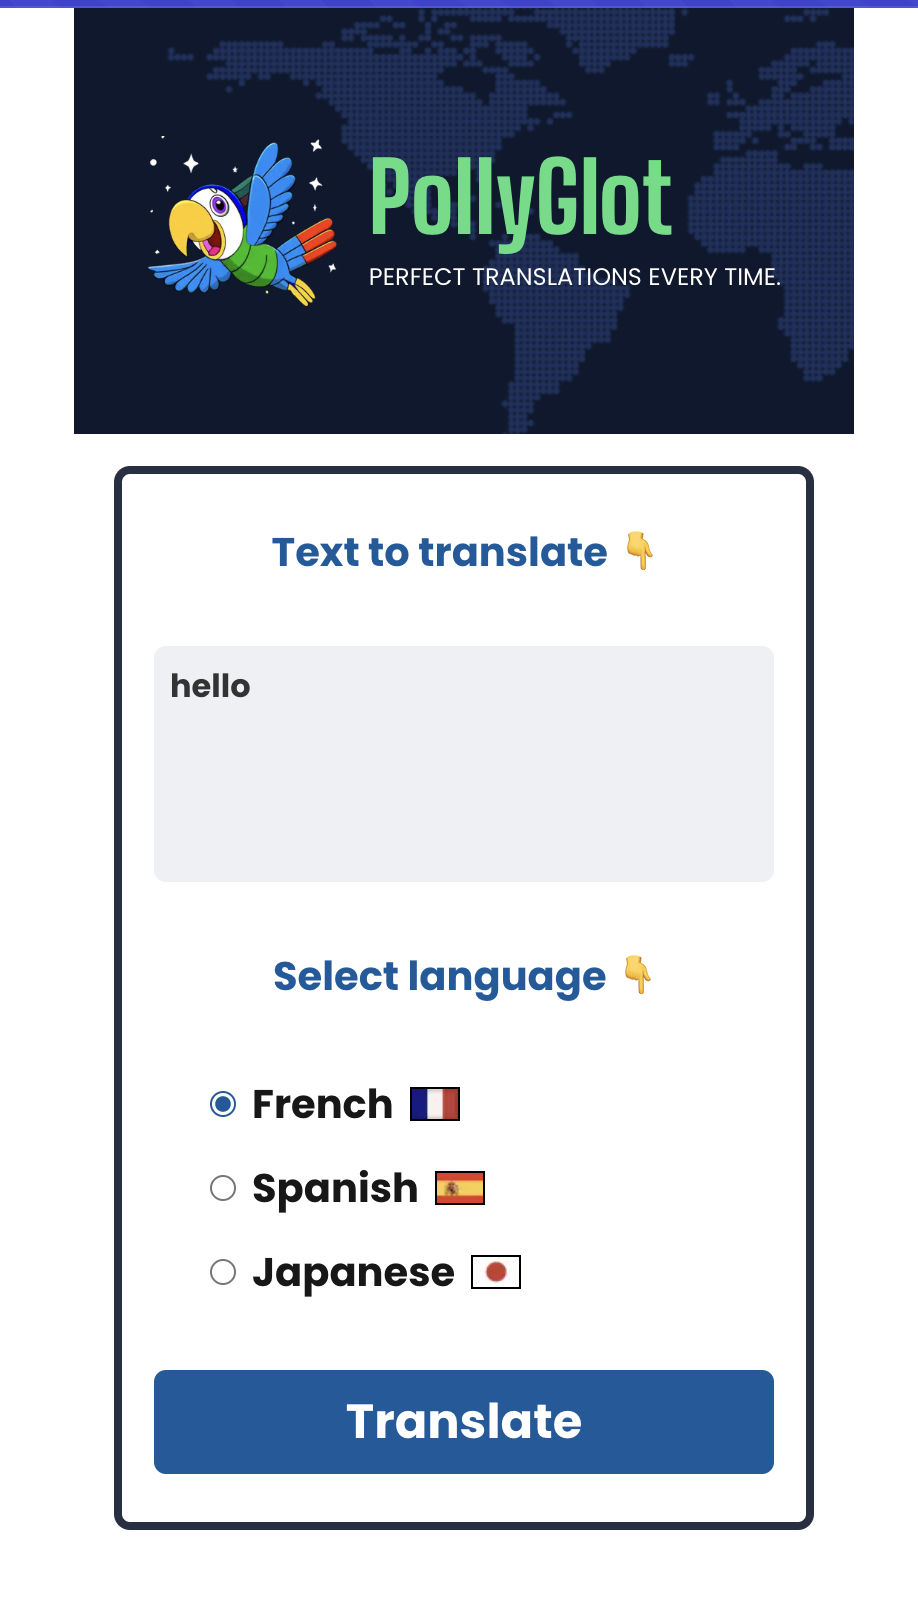 PollyGlot
PERFECT TRANSLATIONS EVERY TIME.
Text to translate 👇
hello
Select language 👇
French
Spanish
Japanese
Translate